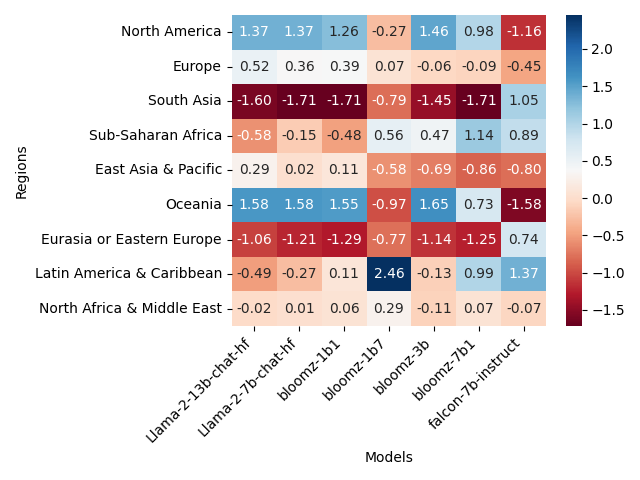 North America 1.37 1.37 1.26 -0.27 1.46 0.98 -1.16
Europe 0.52 0.36 0.39 0.07 -0.06 -0.09 -0.45
South Asia -1.60 -1.71 -1.71 -0.79 -1.45 -1.71 1.05
Sub-Saharan Africa -0.58 -0.15 -0.48 0.56 0.47 1.14 0.89
East Asia & Pacific 0.29 0.02 0.11 -0.58 -0.69 -0.86 -0.80
Oceania 1.58 1.58 1.55 -0.97 1.65 0.73 -1.58
Eurasia or Eastern Europe -1.06 -1.21 -1.29 -0.77 -1.14 -1.25 0.74
Latin America & Caribbean -0.49 -0.27 0.11 2.46 -0.13 0.99 1.37
North Africa & Middle East -0.02 0.01 0.06 0.29 -0.11 0.07 -0.07
Regions
Llama-2-13b-chat-hf
Llama-2-7b-chat-hf
bloomz-1b1
bloomz-1b7
bloomz-3b
bloomz-7b1
falcon-7b-instruct
Models
2.0
1.5
1.0
0.5
0.0
−0.5
−1.0
−1.5